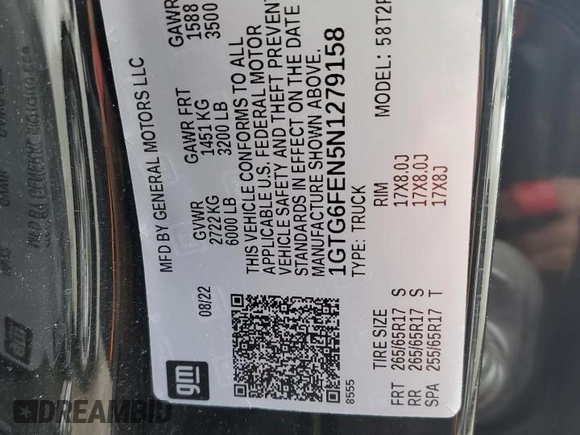 MFD BY GENERAL MOTORS LLC
08/22
GVWR GAWR FRT GAWR
2722 KG 1451 KG 1588
6000 LB 3200 LB 3500
THIS VEHICLE CONFORMS TO ALL
APPLICABLE U.S. FEDERAL MOTOR
VEHICLE SAFETY AND THEFT PREVENT
STANDARDS IN EFFECT ON THE DATE
MANUFACTURE SHOWN ABOVE.
1GTG6FEN5N1279158
TYPE: TRUCK
gm
8555
MODEL: 58T2
TIRE SIZE RIM
FRT 265/65R17 S 17X8.0J
RR 265/65R17 S 17X8.0J
SPA 255/65R17 T 17X8J
DREAMBID